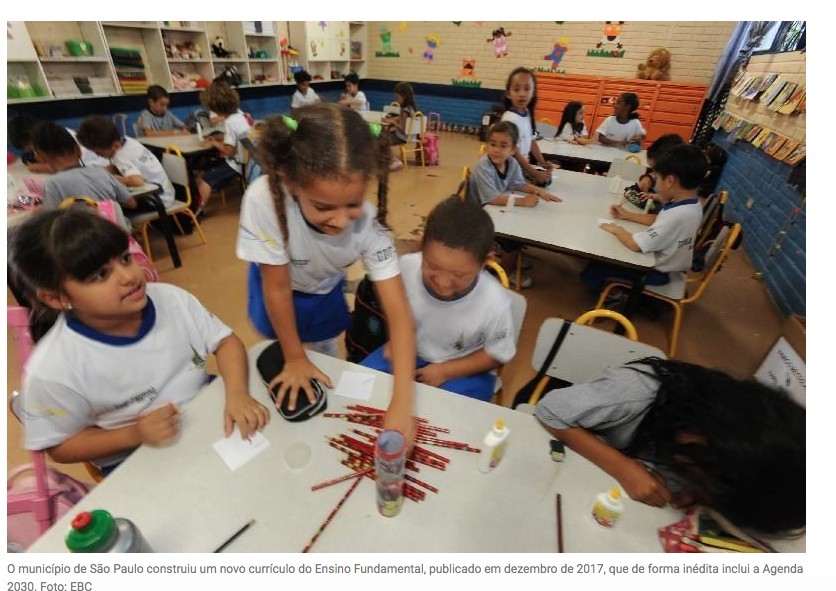 O município de São Paulo construiu um novo currículo do Ensino Fundamental, publicado em dezembro de 2017, que de forma inédita inclui a Agenda
2030. Foto: EBC